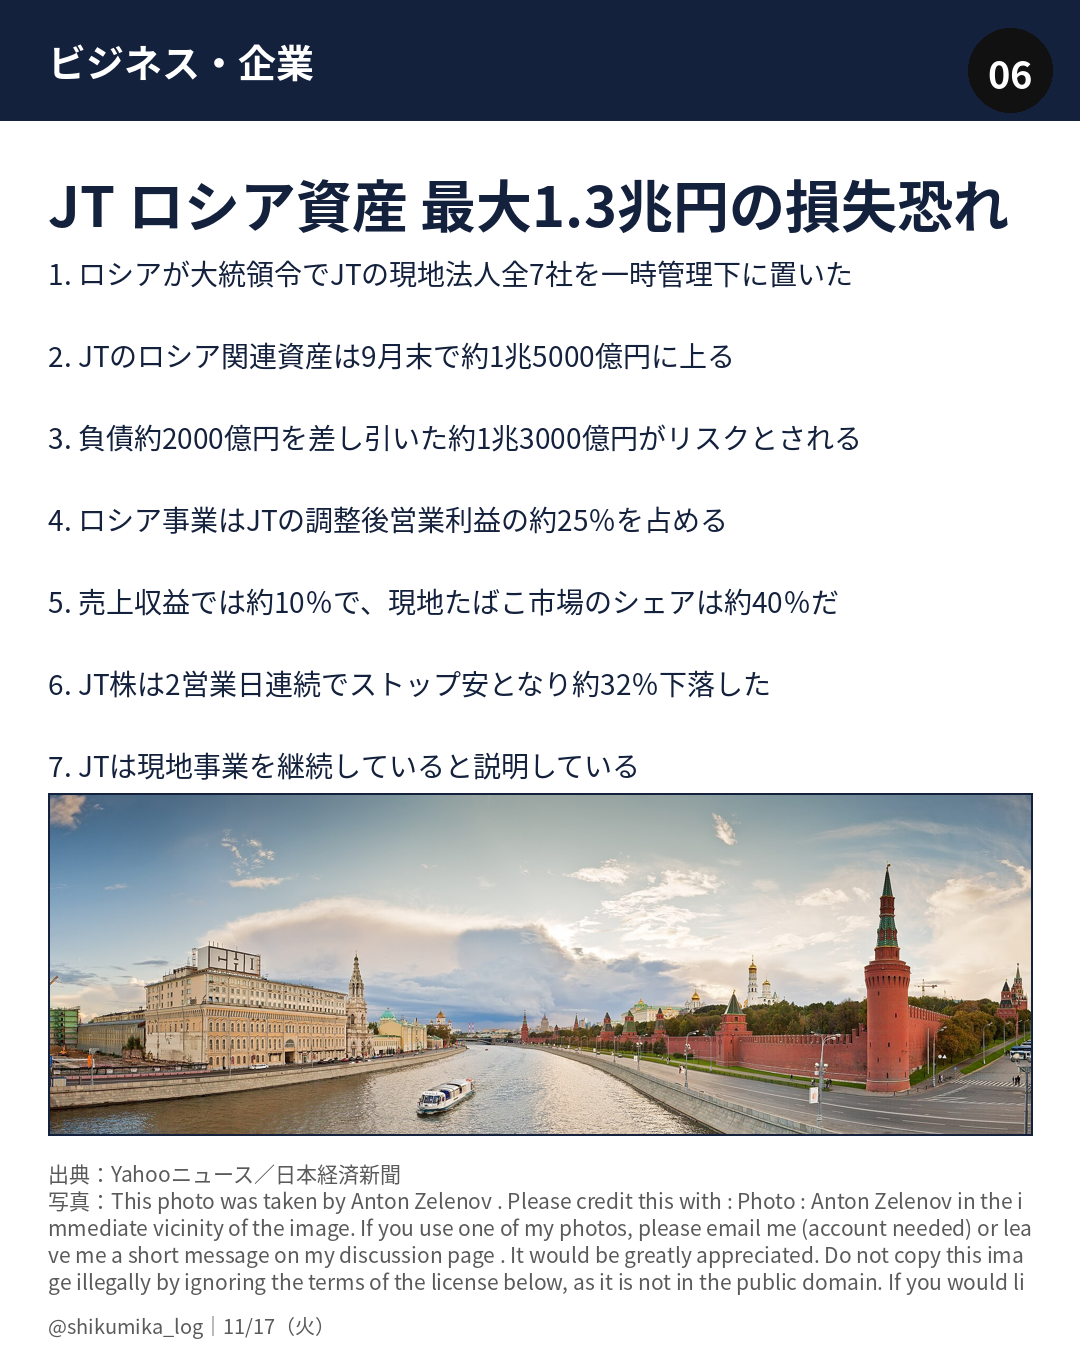 ビジネス・企業
06
JT ロシア資産 最大1.3兆円の損失恐れ
1. ロシアが大統領令でJTの現地法人全7社を一時管理下に置いた
2. JTのロシア関連資産は9月末で約1兆5000億円に上る
3. 負債約2000億円を差し引いた約1兆3000億円がリスクとされる
4. ロシア事業はJTの調整後営業利益の約25%を占める
5. 売上収益では約10%で、現地たばこ市場のシェアは約40%だ
6. JT株は2営業日連続でストップ安となり約32%下落した
7. JTは現地事業を継続していると説明している
出典：Yahooニュース／日本経済新聞
写真：This photo was taken by Anton Zelenov . Please credit this with : Photo : Anton Zelenov in the i
mmediate vicinity of the image. If you use one of my photos, please email me (account needed) or lea
ve me a short message on my discussion page . It would be greatly appreciated. Do not copy this ima
ge illegally by ignoring the terms of the license below, as it is not in the public domain. If you would li
@shikumika_log｜11/17（火）